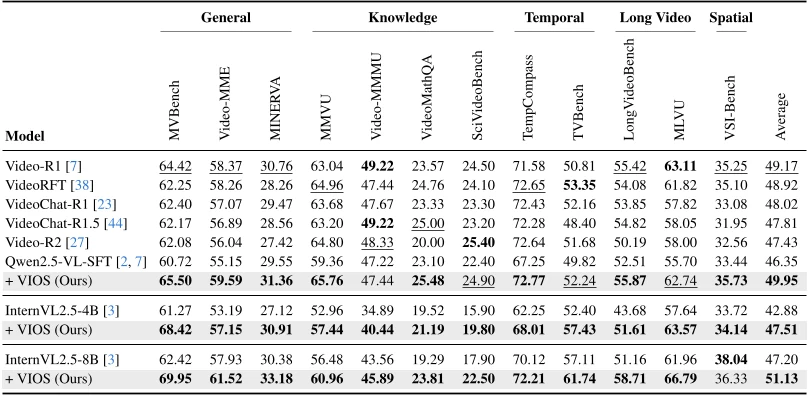 General Knowledge Temporal Long Video Spatial
Model MVBench Video-MME MINERVA MMVU Video-MMMU VideoMathQA SciVideoBench TempCompass TVBench LongVideoBench MLVU VSI-Bench Average
Video-R1 [7] 64.42 58.37 30.76 63.04 49.22 23.57 24.50 71.58 50.81 55.42 63.11 35.25 49.17
VideoRFT [38] 62.25 58.26 28.26 64.96 47.44 24.76 24.10 72.65 53.35 54.08 61.82 35.10 48.92
VideoChat-R1 [23] 62.40 57.07 29.47 63.68 47.67 23.33 23.30 72.43 52.16 53.85 57.82 33.08 48.02
VideoChat-R1.5 [44] 62.17 56.89 28.56 63.20 49.22 25.00 23.20 72.28 48.40 54.82 58.05 31.95 47.81
Video-R2 [27] 62.08 56.04 27.42 64.80 48.33 20.00 25.40 72.64 51.68 50.19 58.00 32.56 47.43
Qwen2.5-VL-SFT [2, 7] 60.72 55.15 29.55 59.36 47.22 23.10 22.40 67.25 49.82 52.51 55.70 33.44 46.35
+ VIOS (Ours) 65.50 59.59 31.36 65.76 47.44 25.48 24.90 72.77 52.24 55.87 62.74 35.73 49.95
InternVL2.5-4B [3] 61.27 53.19 27.12 52.96 34.89 19.52 15.90 62.25 52.40 43.68 57.64 33.72 42.88
+ VIOS (Ours) 68.42 57.15 30.91 57.44 40.44 21.19 19.80 68.01 57.43 51.61 63.57 34.14 47.51
InternVL2.5-8B [3] 62.42 57.93 30.38 56.48 43.56 19.29 17.90 70.12 57.11 51.16 61.96 38.04 47.20
+ VIOS (Ours) 69.95 61.52 33.18 60.96 45.89 23.81 22.50 72.21 61.74 58.71 66.79 36.33 51.13